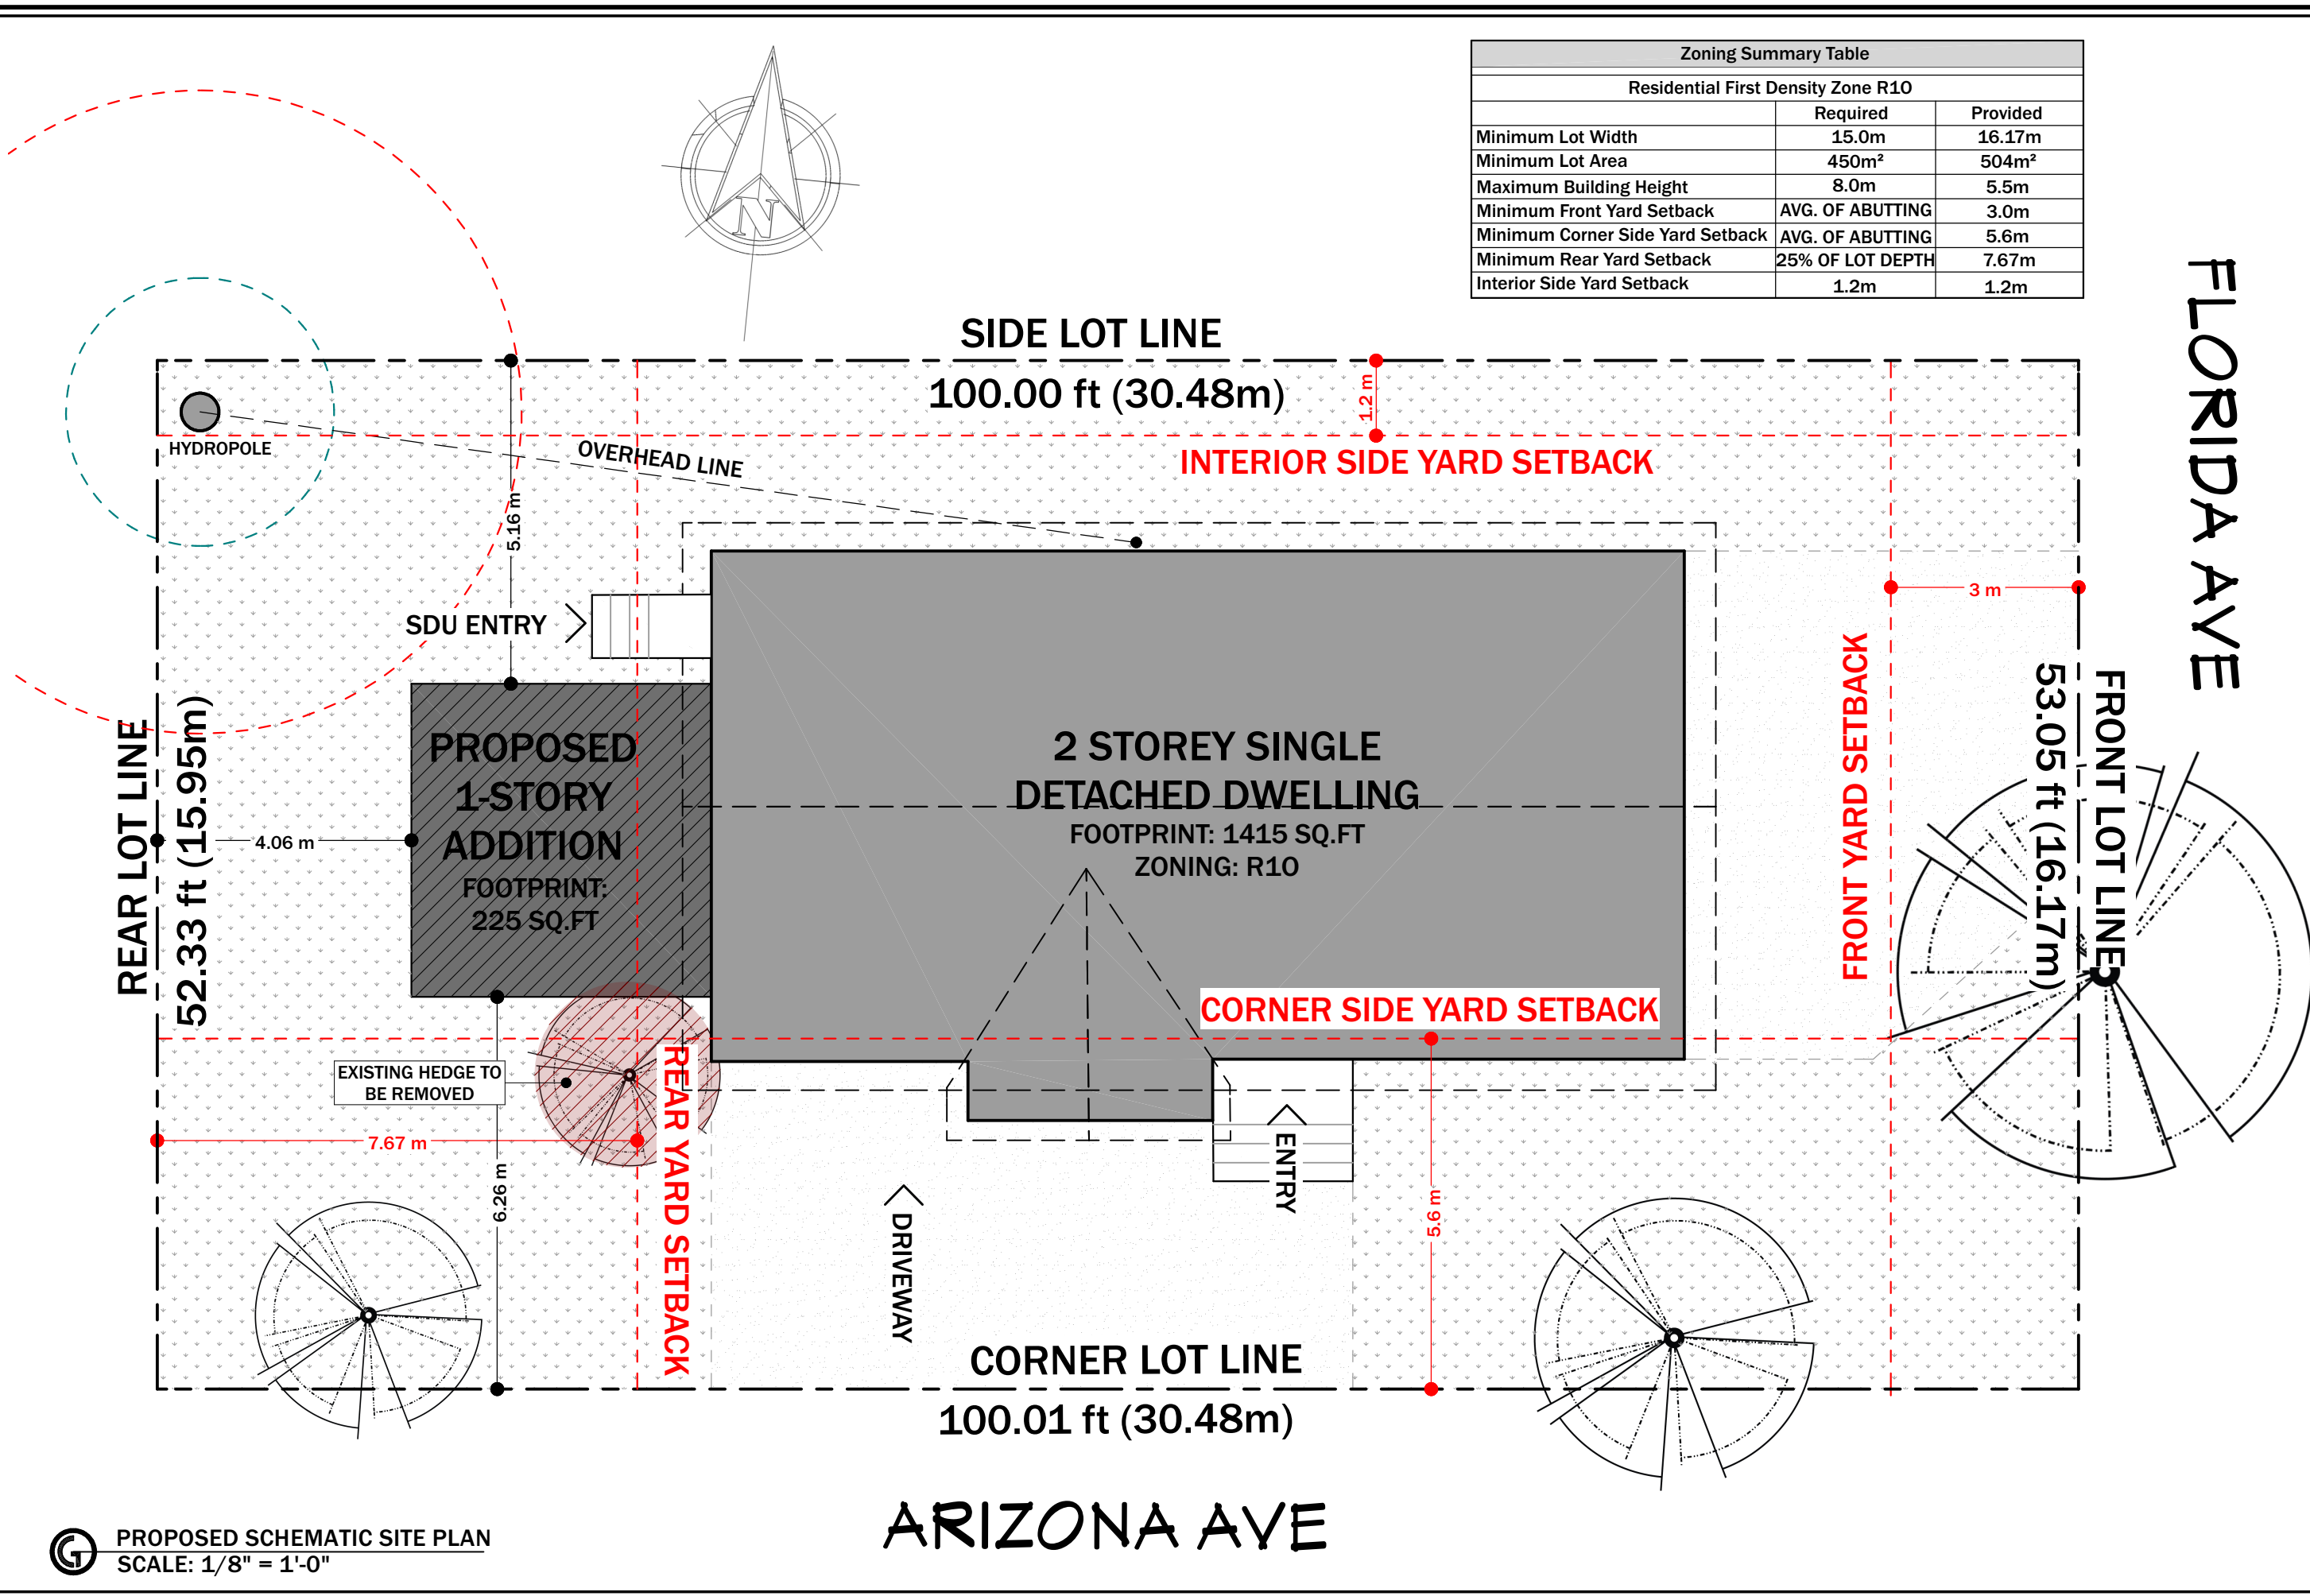 Zoning Summary Table
Residential First Density Zone R1O
Required Provided
Minimum Lot Width 15.0m 16.17m
Minimum Lot Area 450m² 504m²
Maximum Building Height 8.0m 5.5m
Minimum Front Yard Setback AVG. OF ABUTTING 3.0m
Minimum Corner Side Yard Setback AVG. OF ABUTTING 5.6m
Minimum Rear Yard Setback 25% OF LOT DEPTH 7.67m
Interior Side Yard Setback 1.2m 1.2m
N
SIDE LOT LINE
100.00 ft (30.48m)
1.2 m
INTERIOR SIDE YARD SETBACK
HYDROPOLE
OVERHEAD LINE
5.16 m
SDU ENTRY
FLORIDA AVE
3 m
FRONT YARD SETBACK
53.05 ft (16.17m)
FRONT LOT LINE
REAR LOT LINE
52.33 ft (15.95m)
4.06 m
PROPOSED
1-STORY
ADDITION
FOOTPRINT:
225 SQ.FT
2 STOREY SINGLE
DETACHED DWELLING
FOOTPRINT: 1415 SQ.FT
ZONING: R1O
CORNER SIDE YARD SETBACK
EXISTING HEDGE TO
BE REMOVED
7.67 m
6.26 m
REAR YARD SETBACK
DRIVEWAY
ENTRY
5.6 m
CORNER LOT LINE
100.01 ft (30.48m)
ARIZONA AVE
PROPOSED SCHEMATIC SITE PLAN
SCALE: 1/8" = 1'-0"